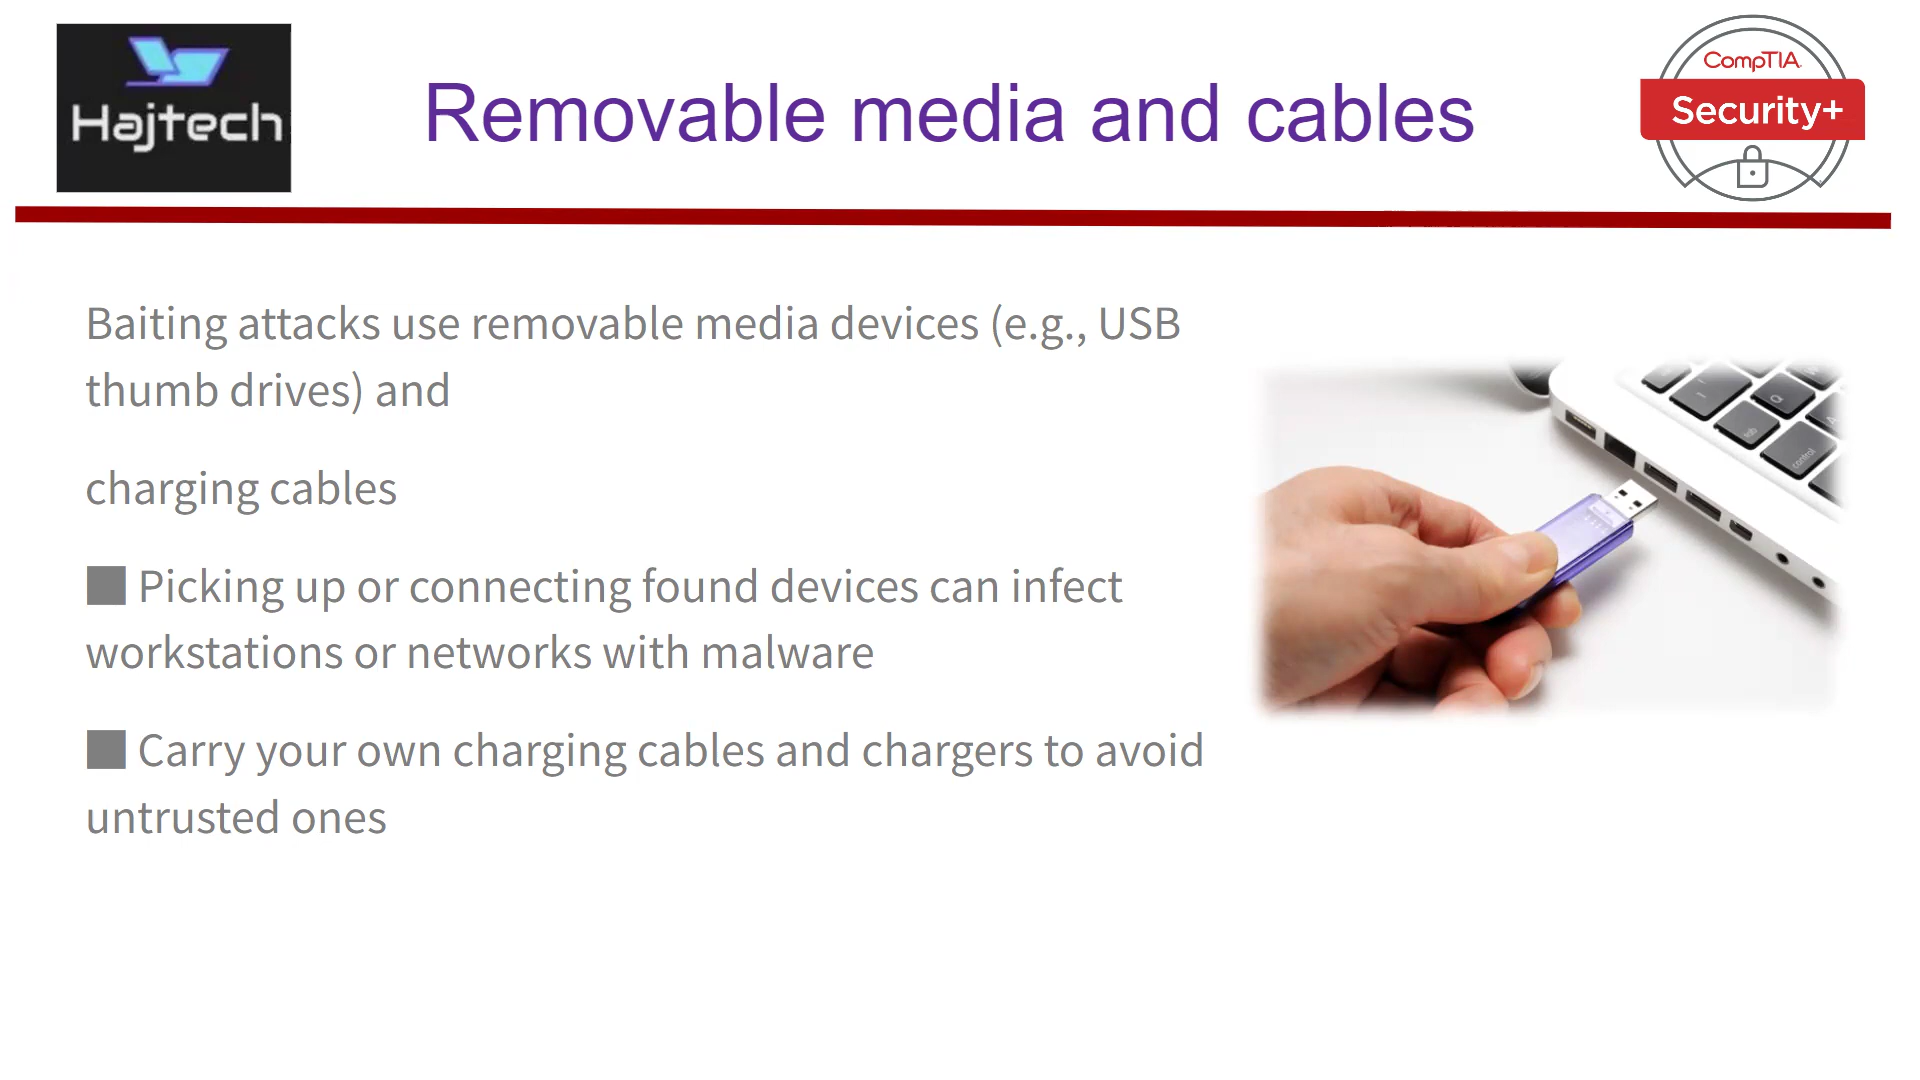 Hajtech
Removable media and cables
CompTIA
Security+
Baiting attacks use removable media devices (e.g., USB
thumb drives) and
charging cables
■ Picking up or connecting found devices can infect
workstations or networks with malware
■ Carry your own charging cables and chargers to avoid
untrusted ones